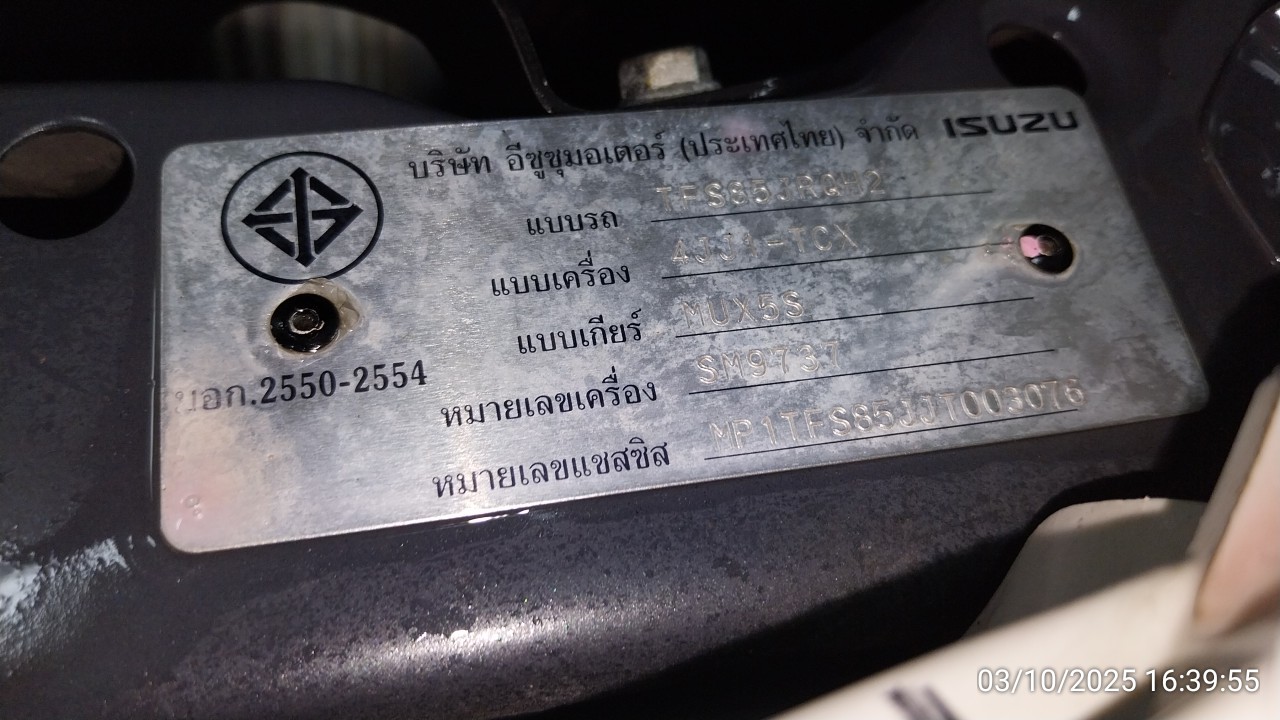 บริษัท อีซูซุมอเตอร์ (ประเทศไทย) จำกัด ISUZU
แบบรถ TFS85JRQH2
แบบเครื่อง 4JJ1-TCX
แบบเกียร์ MUX5S
มอก.2550-2554
หมายเลขเครื่อง SM9737
หมายเลขแชสซิส MP1TFS85JJT003076
03/10/2025 16:39:55